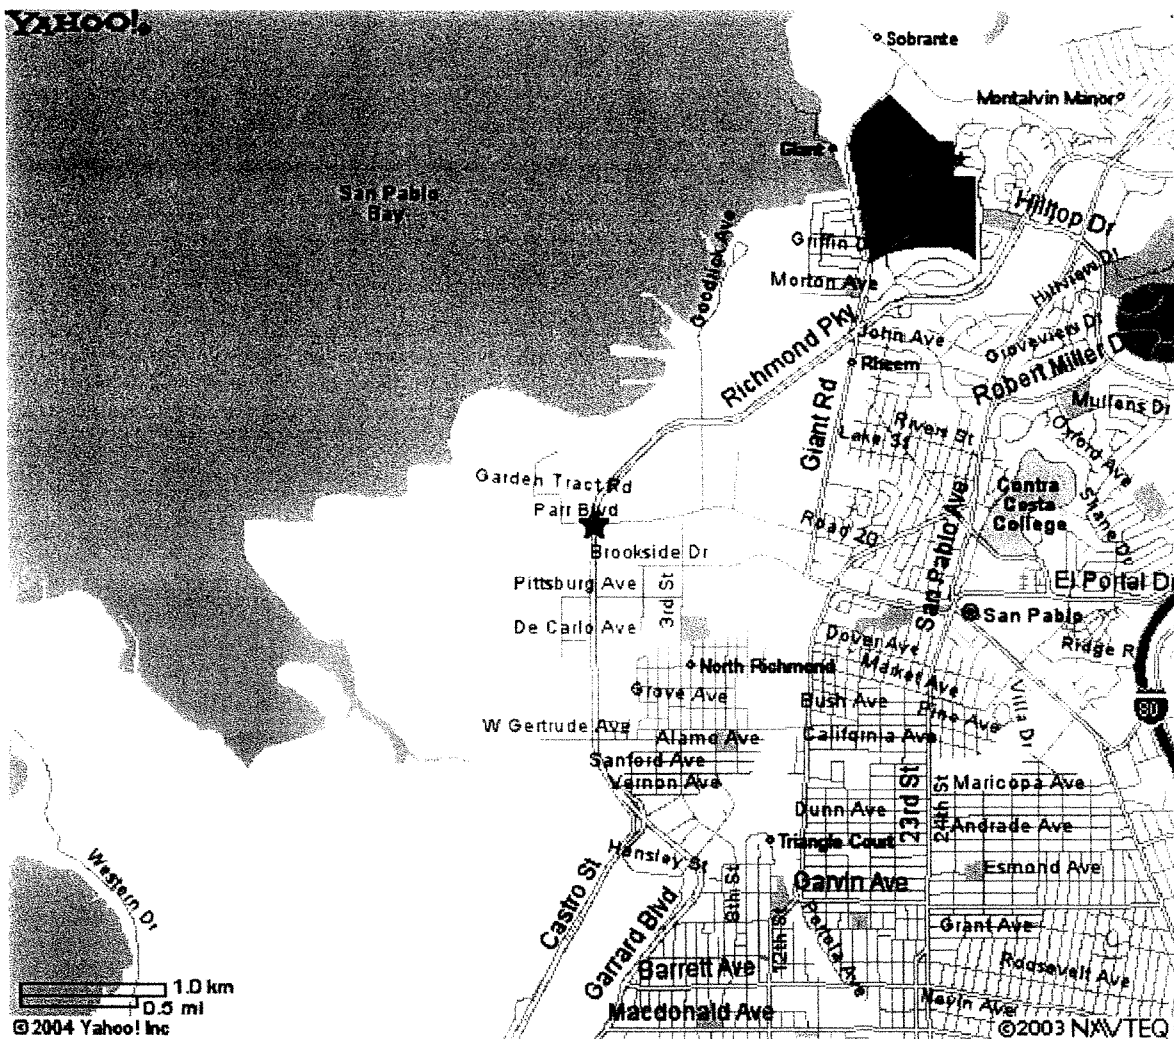 YAHOO!
Sobrante
Montalvin Manor
Giant
San Pablo
Bay
Hilltop Dr
Goodrick Ave
Griffin D
Morton Ave
Hillview Dr
Richmond Pky
John Ave
Groveview Dr
Rheem
Robert Miller D
Mullens Dr
Giant Rd
Rivers St
Lake St
Oxford Ave
Garden Tract Rd
Contra
Costa
College
Shane Dr
Parr Blvd
Road 20
San Pablo Ave
Brookside Dr
Pittsburg Ave
3rd St
El Portal Dr
San Pablo
De Carlo Ave
Dover Ave
Ridge R
North Richmond
Market Ave
Grove Ave
Bush Ave
Pine Ave
Villa Dr
80
W Gertrude Ave
Alamo Ave
California Ave
Sanford Ave
Vernon Ave
23rd St
24th St
Maricopa Ave
Dunn Ave
Andrade Ave
Triangle Court
Hensley St
Esmond Ave
Western Dr
Castro St
8th St
Garvin Ave
Garrard Blvd
12th St
Portola Ave
Grant Ave
Barrett Ave
Roosevelt Ave
1.0 km
0.5 mi
Nevin Ave
Macdonald Ave
©2004 Yahoo! Inc
©2003 NAVTEQ